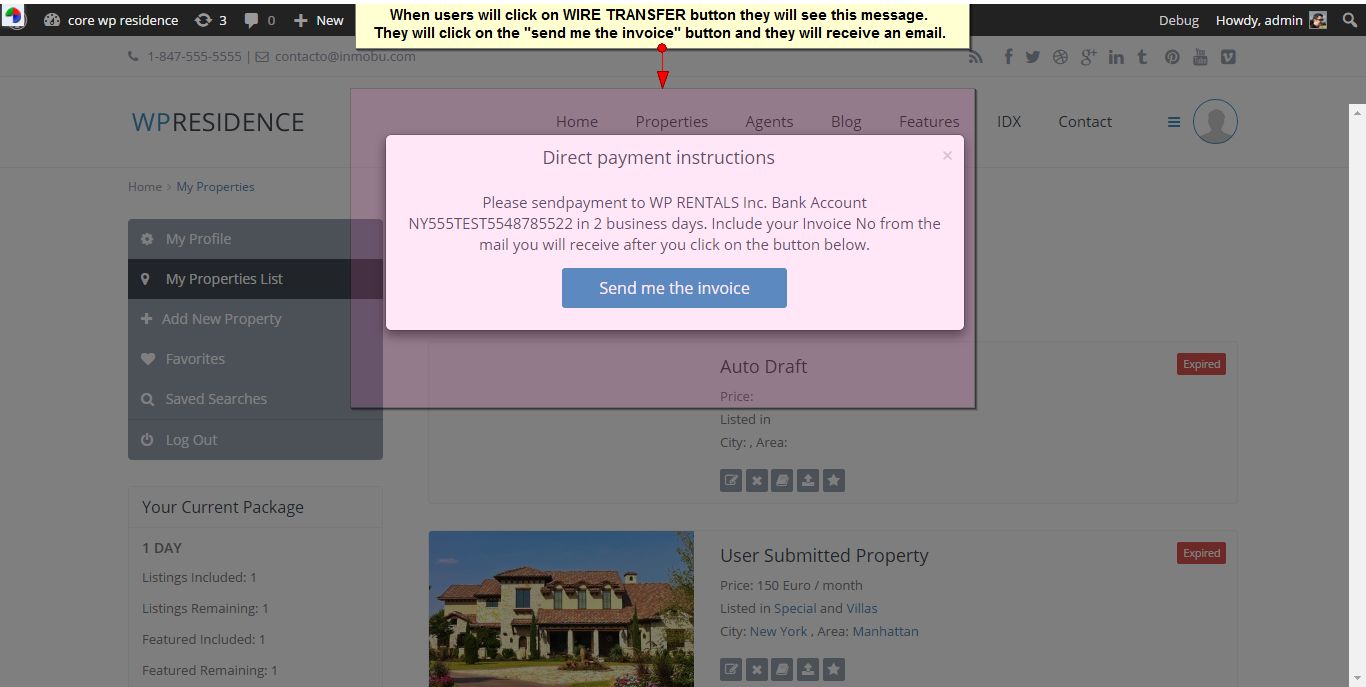 core wp residence 3 0 New
When users will click on WIRE TRANSFER button they will see this message.
They will click on the "send me the invoice" button and they will receive an email.
Debug Howdy, admin
1-847-555-5555 | contacto@inmobu.com
WPRESIDENCE
Home Properties Agents Blog Features IDX Contact
Home › My Properties
Direct payment instructions ×
Please sendpayment to WP RENTALS Inc. Bank Account
NY555TEST5548785522 in 2 business days. Include your Invoice No from the
mail you will receive after you click on the button below.
Send me the invoice
My Profile
My Properties List
Add New Property
Favorites
Saved Searches
Log Out
Your Current Package
1 DAY
Listings Included: 1
Listings Remaining: 1
Featured Included: 1
Featured Remaining: 1
Auto Draft
Expired
Price:
Listed in
City: , Area:
User Submitted Property
Expired
Price: 150 Euro / month
Listed in Special and Villas
City: New York , Area: Manhattan